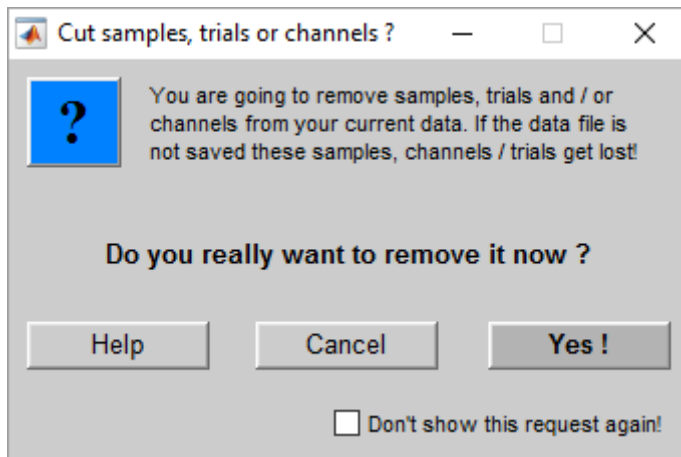 Cut samples, trials or channels ?
?
You are going to remove samples, trials and / or
channels from your current data. If the data file is
not saved these samples, channels / trials get lost!
Do you really want to remove it now ?
Help
Cancel
Yes !
Don't show this request again!